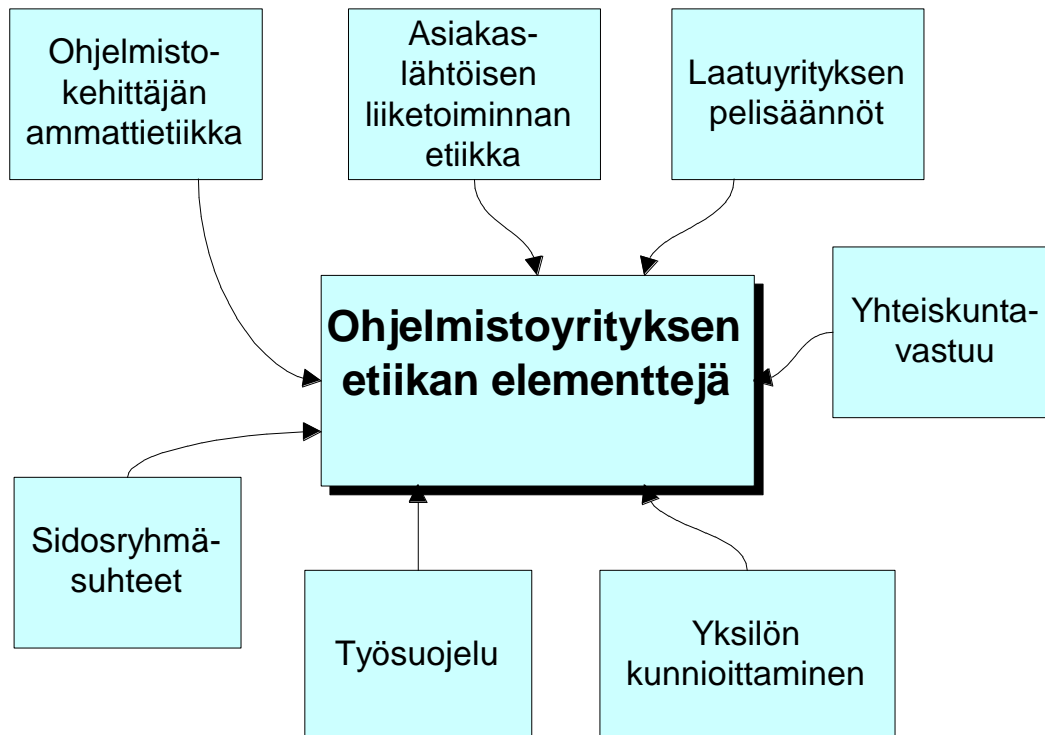 Ohjelmisto-
kehittäjän
ammattietiikka
Asiakas-
lähtöisen
liiketoiminnan
etiikka
Laatuyrityksen
pelisäännöt
Ohjelmistoyrityksen
etiikan elementtejä
Yhteiskunta-
vastuu
Sidosryhmä-
suhteet
Työsuojelu
Yksilön
kunnioittaminen